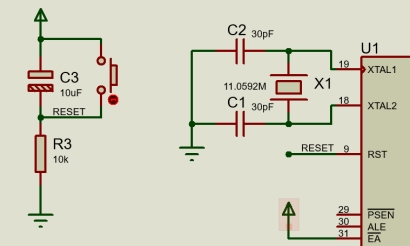 C2 30pF
U1
19 XTAL1
C3
10uF
11.0592M X1
C1 30pF
18 XTAL2
RESET
R3
10k
RESET 9 RST
29 PSEN
30 ALE
31 EA